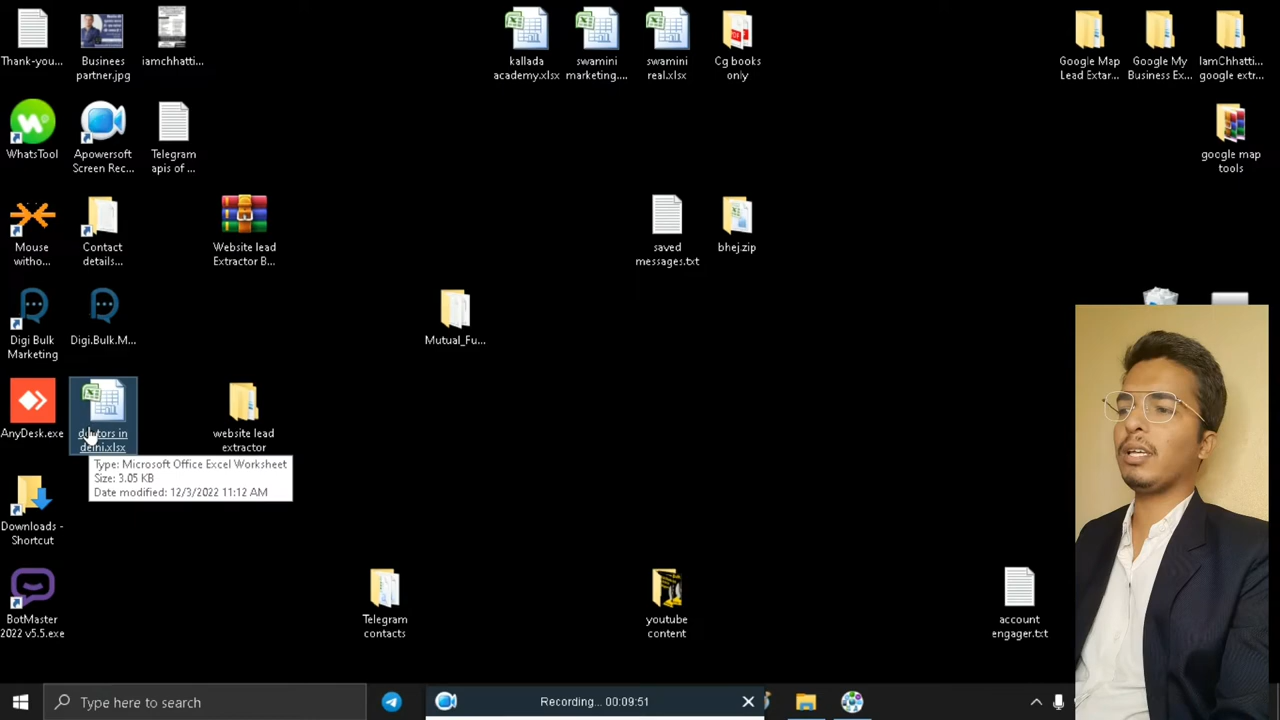 Thank-you...
Businees
partner.jpg
iamchhatti...
kallada
academy.xlsx
swamini
marketing....
swamini
real.xlsx
Cg books
only
Google Map
Lead Extar...
Google My
Business Ex...
IamChhatti...
google extr...
WhatsTool
Apowersoft
Screen Rec...
Telegram
apis of ...
google map
tools
Mouse
witho...
Contact
details...
Website lead
Extractor B...
saved
messages.txt
bhej.zip
Digi Bulk
Marketing
Digi.Bulk.M...
Mutual_Fu...
AnyDesk.exe
in
delhi.xlsx
website lead
extractor
Type: Microsoft Office Excel Worksheet
Size: 3.05 KB
Date modified: 12/3/2022 11:12 AM
Downloads -
Shortcut
BotMaster
2022 v5.5.exe
Telegram
contacts
youtube
content
account
engager.txt
Type here to search
Recording... 00:09:51